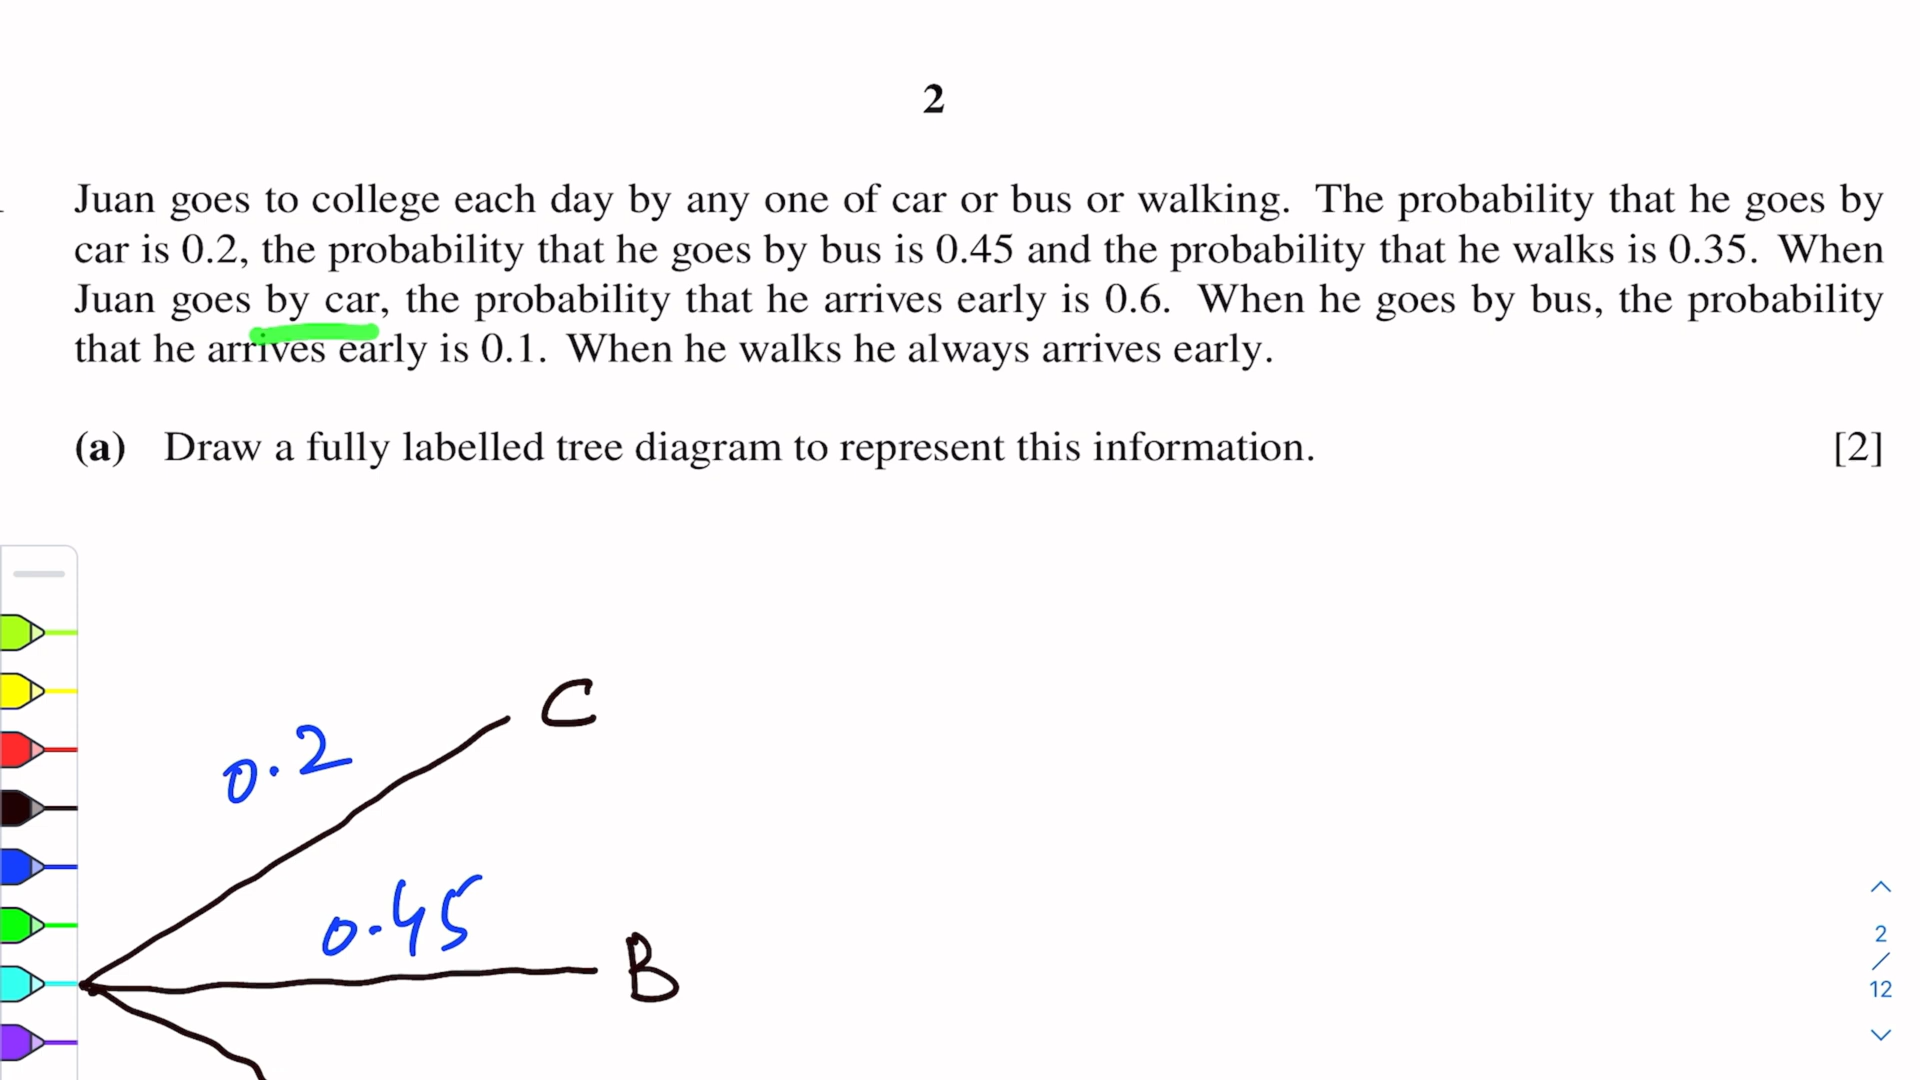 2
Juan goes to college each day by any one of car or bus or walking. The probability that he goes by
car is 0.2, the probability that he goes by bus is 0.45 and the probability that he walks is 0.35. When
Juan goes by car, the probability that he arrives early is 0.6. When he goes by bus, the probability
that he arrives early is 0.1. When he walks he always arrives early.
(a) Draw a fully labelled tree diagram to represent this information. [2]
C
0.2
0.45
B
2
/
12